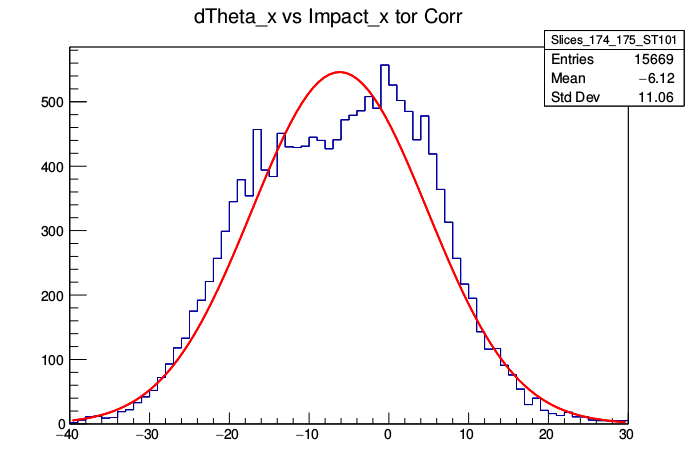 dTheta_x vs Impact_x tor Corr
Slices_174_175_ST101
Entries 15669
Mean −6.12
Std Dev 11.06
500
400
300
200
100
0
−40 −30 −20 −10 0 10 20 30